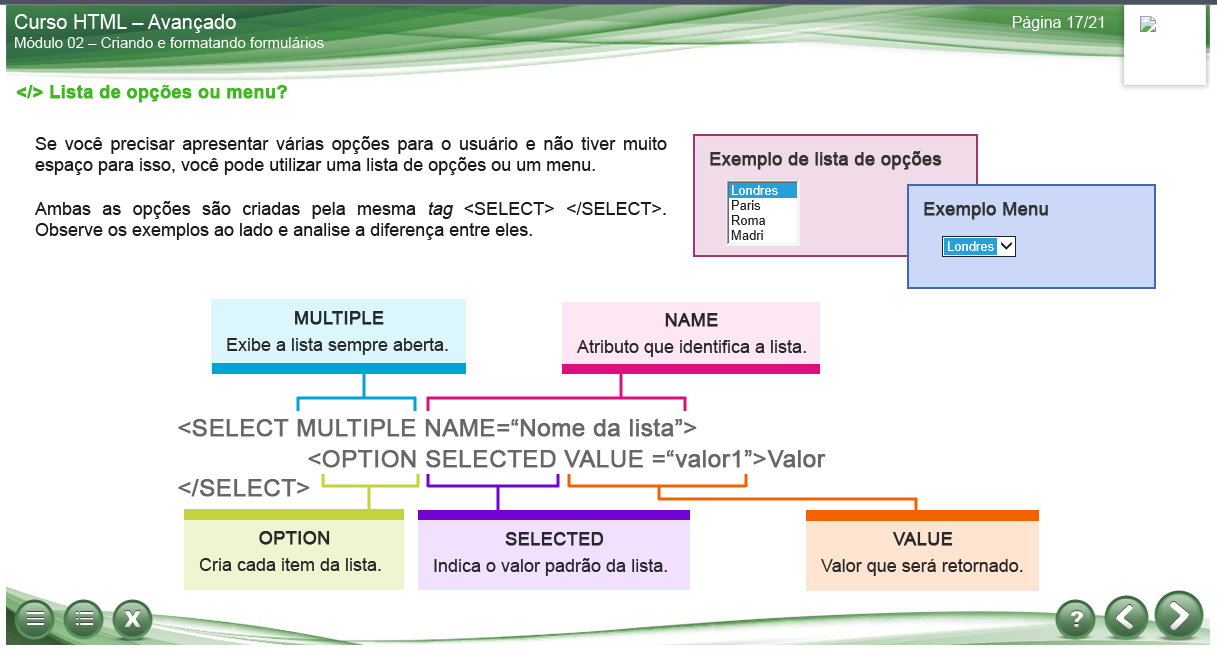 Curso HTML – Avançado
Página 17/21
Módulo 02 – Criando e formatando formulários
</> Lista de opções ou menu?
Se você precisar apresentar várias opções para o usuário e não tiver muito
espaço para isso, você pode utilizar uma lista de opções ou um menu.
Ambas as opções são criadas pela mesma tag <SELECT> </SELECT>.
Observe os exemplos ao lado e analise a diferença entre eles.
Exemplo de lista de opções
Londres
Paris
Roma
Madri
Exemplo Menu
Londres
MULTIPLE
Exibe a lista sempre aberta.
NAME
Atributo que identifica a lista.
<SELECT MULTIPLE NAME=“Nome da lista”>
<OPTION SELECTED VALUE =“valor1”>Valor
</SELECT>
OPTION
Cria cada item da lista.
SELECTED
Indica o valor padrão da lista.
VALUE
Valor que será retornado.
X
?